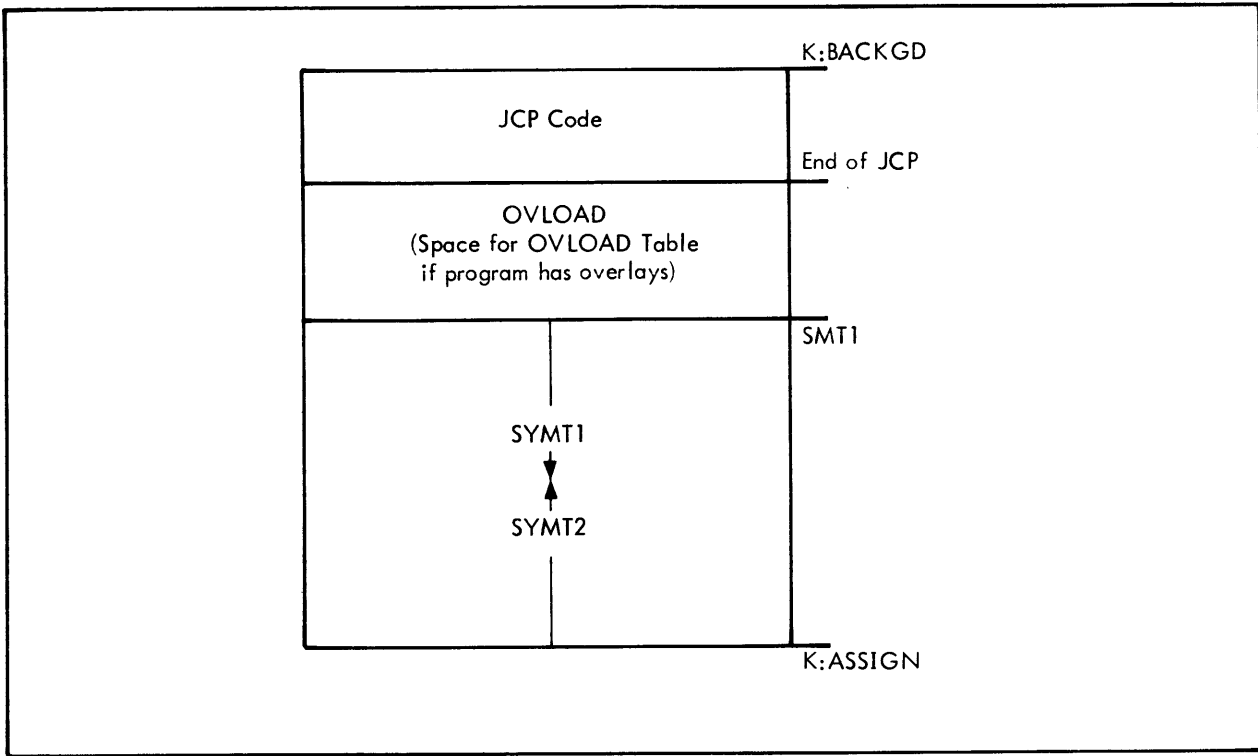 K:BACKGD
JCP Code
End of JCP
OVLOAD
(Space for OVLOAD Table
if program has overlays)
SMT1
SYMT1
SYMT2
K:ASSIGN